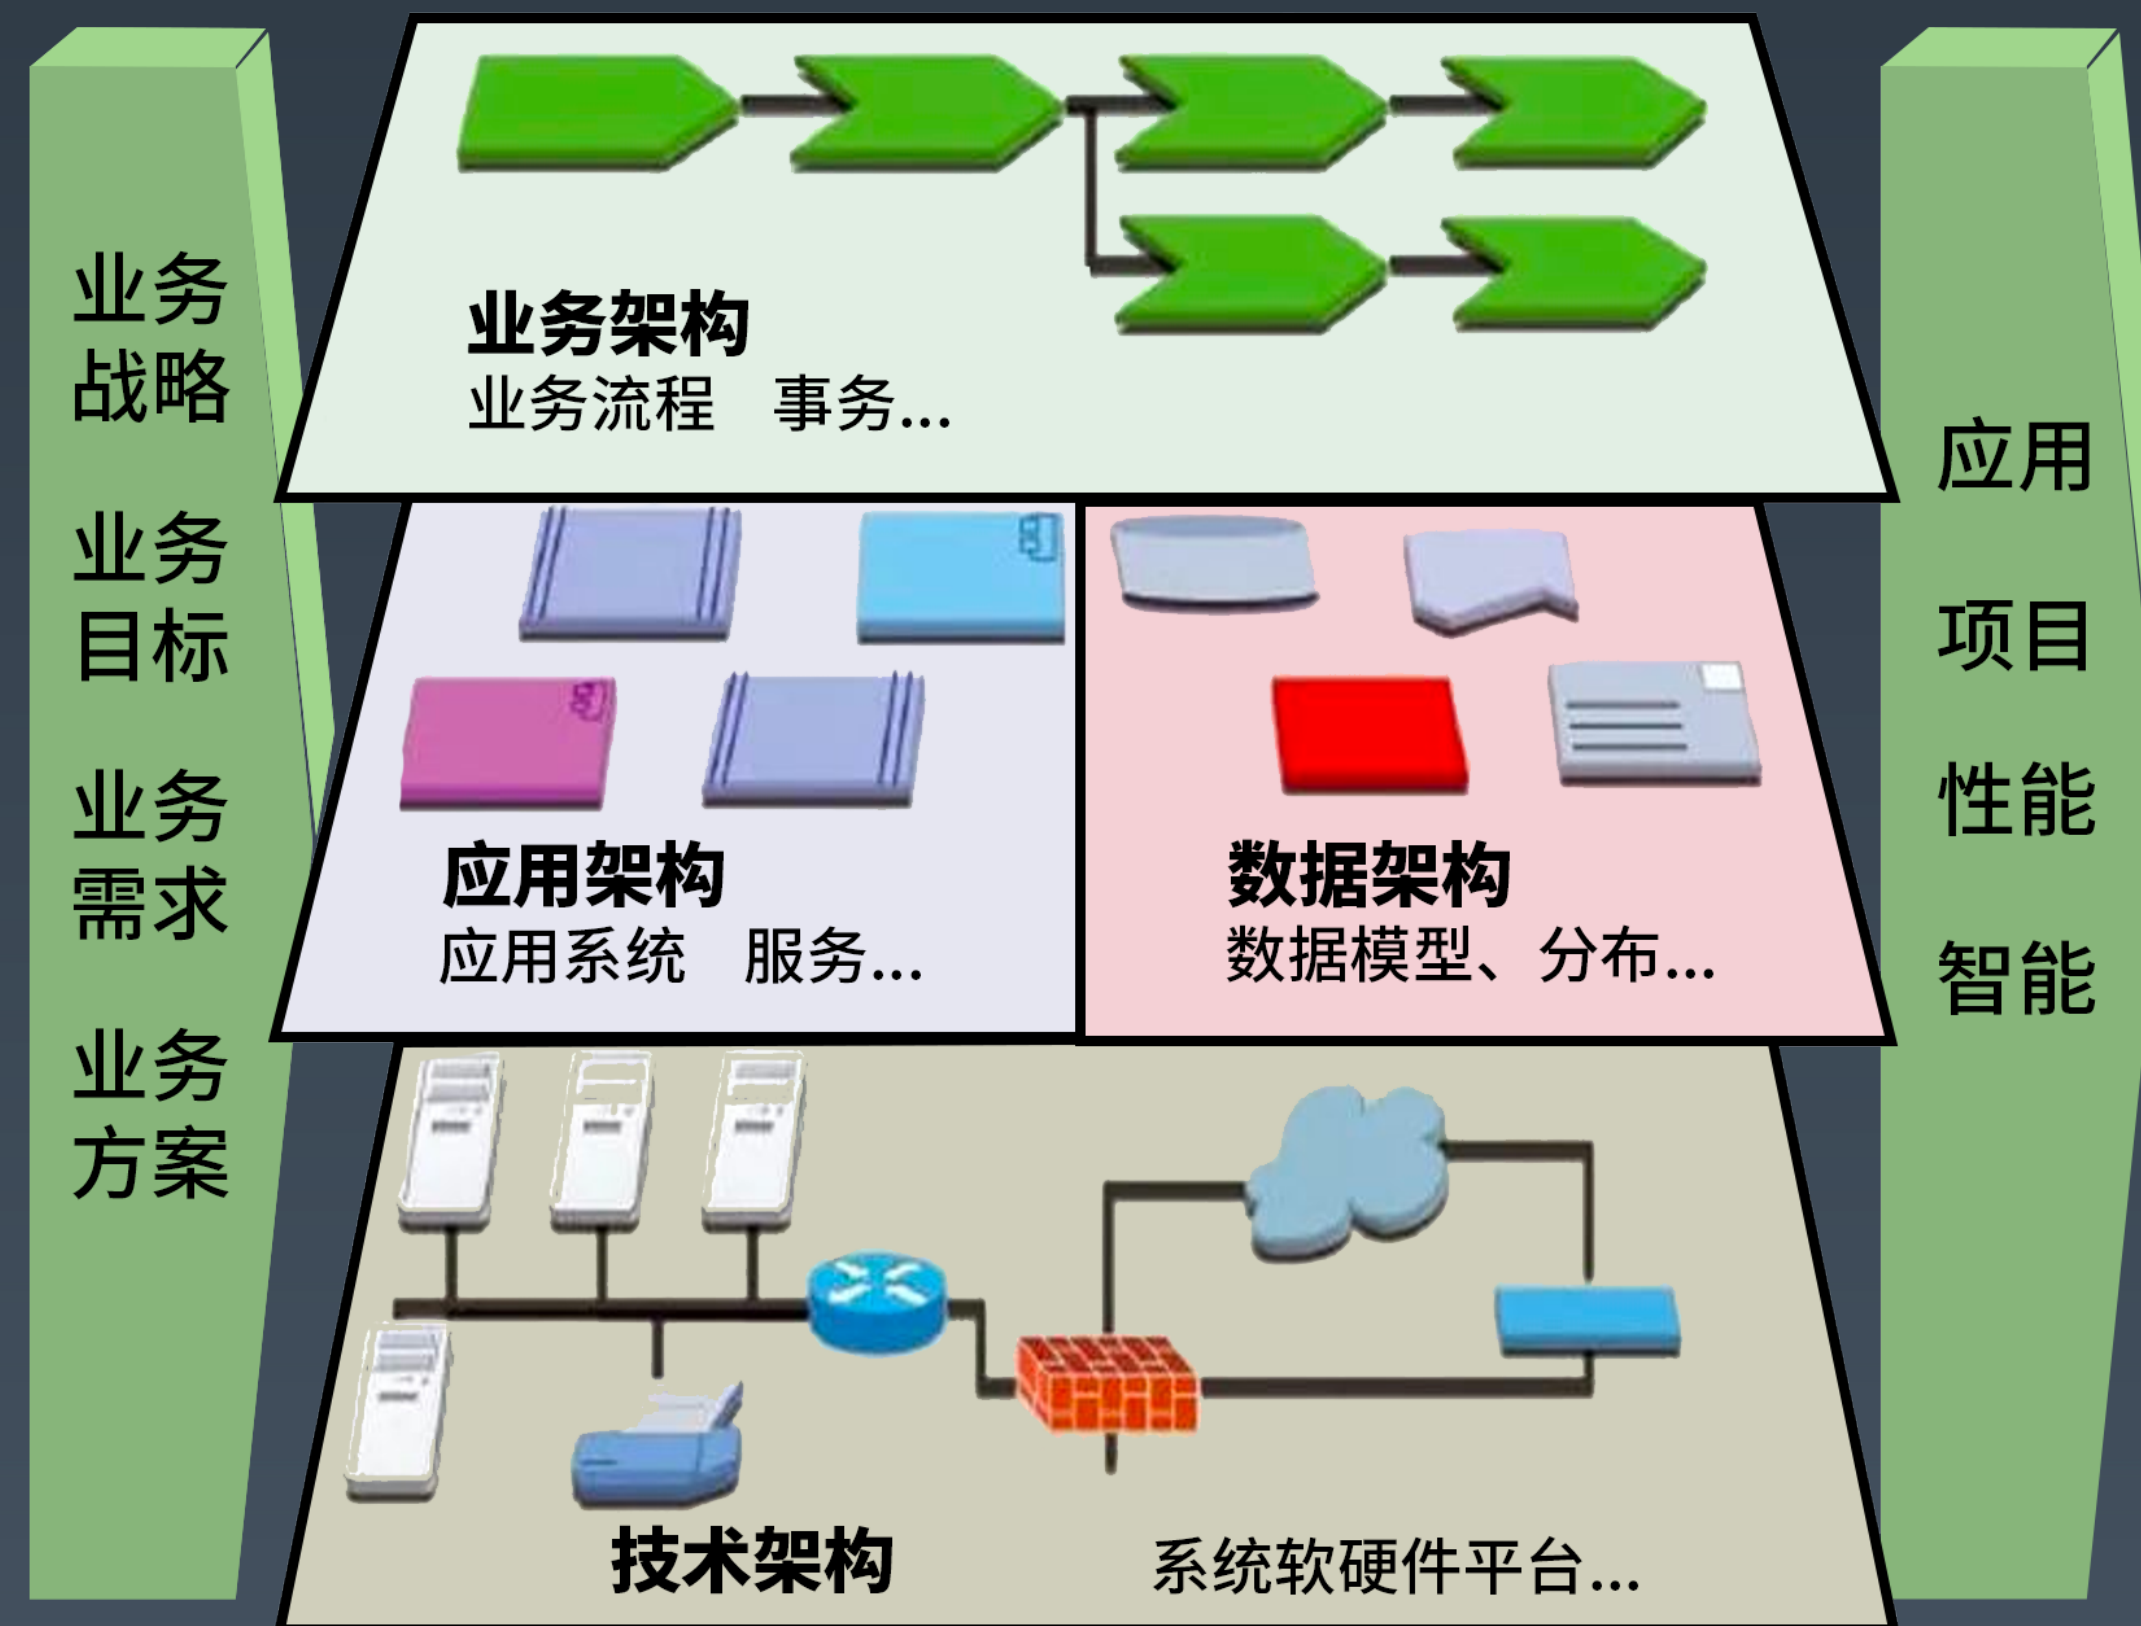 业务
战略
业务
目标
业务
需求
业务
方案
业务架构
业务流程 事务...
应用架构
应用系统 服务...
数据架构
数据模型、分布...
技术架构
系统软硬件平台...
应用
项目
性能
智能